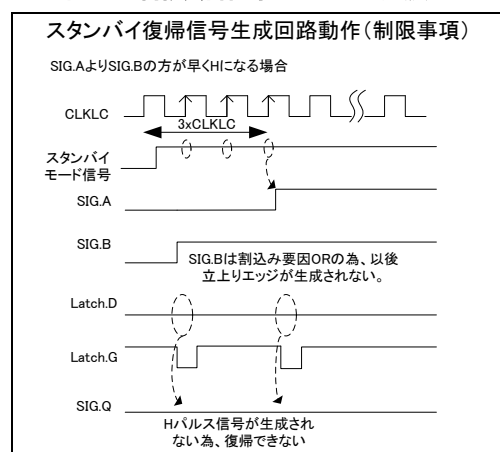 スタンバイ復帰信号生成回路動作(制限事項)
SIG.AよりSIG.Bの方が早くHになる場合
CLKLC
3xCLKLC
スタンバイ
モード信号
SIG.A
SIG.B
SIG.Bは割込み要因ORの為、以後
立上りエッジが生成されない。
Latch.D
Latch.G
SIG.Q
Hパルス信号が生成され
ない為、復帰できない